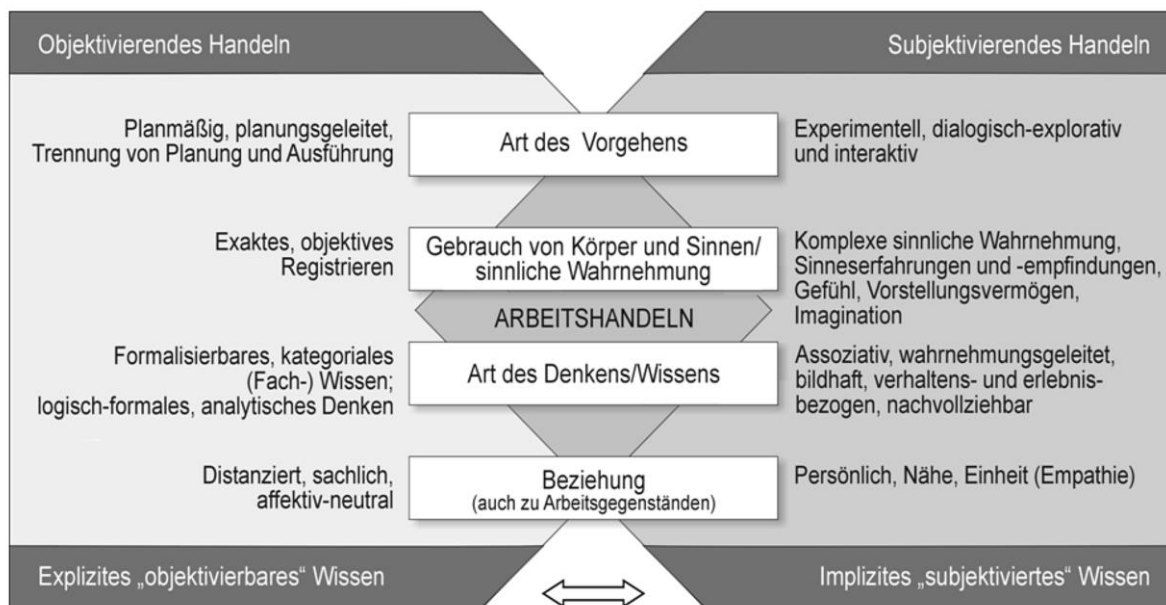 Objektivierendes Handeln
Subjektivierendes Handeln
Planmäßig, planungsgeleitet,
Trennung von Planung und Ausführung
Art des Vorgehens
Experimentell, dialogisch-explorativ
und interaktiv
Exaktes, objektives
Registrieren
Gebrauch von Körper und Sinnen/
sinnliche Wahrnehmung
Komplexe sinnliche Wahrnehmung,
Sinneserfahrungen und -empfindungen,
Gefühl, Vorstellungsvermögen,
Imagination
ARBEITSHANDELN
Formalisierbares, kategoriales
(Fach-) Wissen;
logisch-formales, analytisches Denken
Art des Denkens/Wissens
Assoziativ, wahrnehmungsgeleitet,
bildhaft, verhaltens- und erlebnis-
bezogen, nachvollziehbar
Distanziert, sachlich,
affektiv-neutral
Beziehung
(auch zu Arbeitsgegenständen)
Persönlich, Nähe, Einheit (Empathie)
Explizites „objektivierbares“ Wissen
Implizites „subjektiviertes“ Wissen